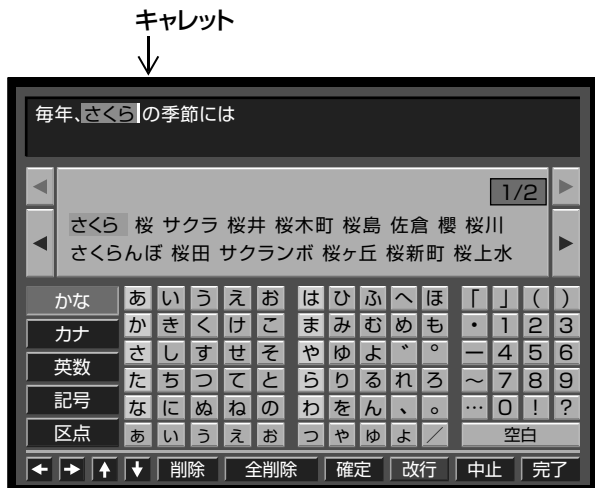 キャレット
毎年、さくらの季節には
1/2
さくら 桜 サクラ 桜井 桜木町 桜島 佐倉 櫻 桜川
さくらんぼ 桜田 サクランボ 桜ヶ丘 桜新町 桜上水
かな あ い う え お は ひ ふ へ ほ 「 」 ( )
カナ か き く け こ ま み む め も ・ 1 2 3
英数 さ し す せ そ や ゆ よ ゛ ゜ ー 4 5 6
記号 た ち つ て と ら り る れ ろ ～ 7 8 9
区点 な に ぬ ね の わ を ん 、 。 … 0 ! ?
ぁ ぃ ぅ ぇ ぉ っ ゃ ゅ ょ ／ 空白
← → ↑ ↓ 削除 全削除 確定 改行 中止 完了